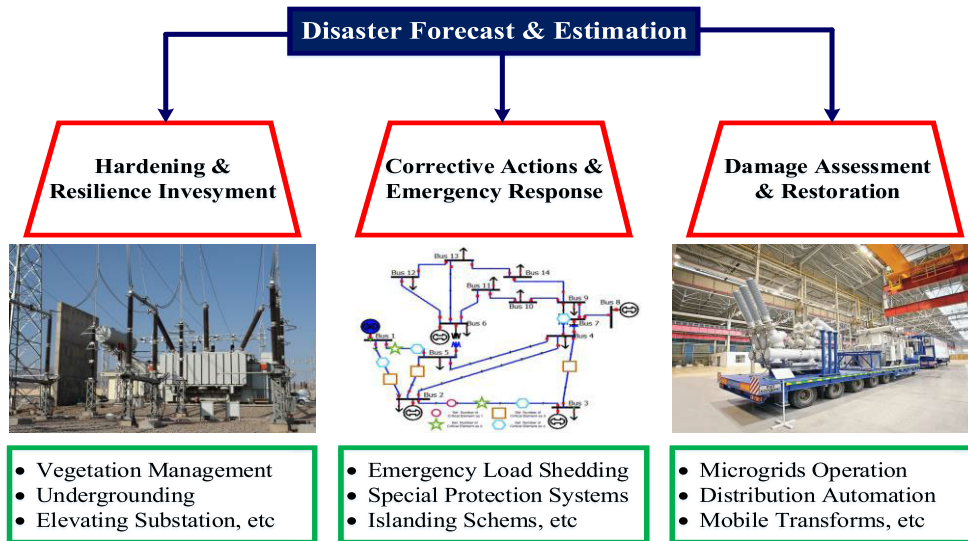 Disaster Forecast & Estimation
Hardening &
Resilience Invesyment
Corrective Actions &
Emergency Response
Damage Assessment
& Restoration
Bus 13
Bus 12
Bus 14
Bus 11
Bus 10
Bus 9
Bus 8
Bus 7
Bus 6
Bus 1
Bus 5
Bus 4
Bus 2
Bus 3
• Vegetation Management
• Undergrounding
• Elevating Substation, etc
• Emergency Load Shedding
• Special Protection Systems
• Islanding Schems, etc
• Microgrids Operation
• Distribution Automation
• Mobile Transforms, etc